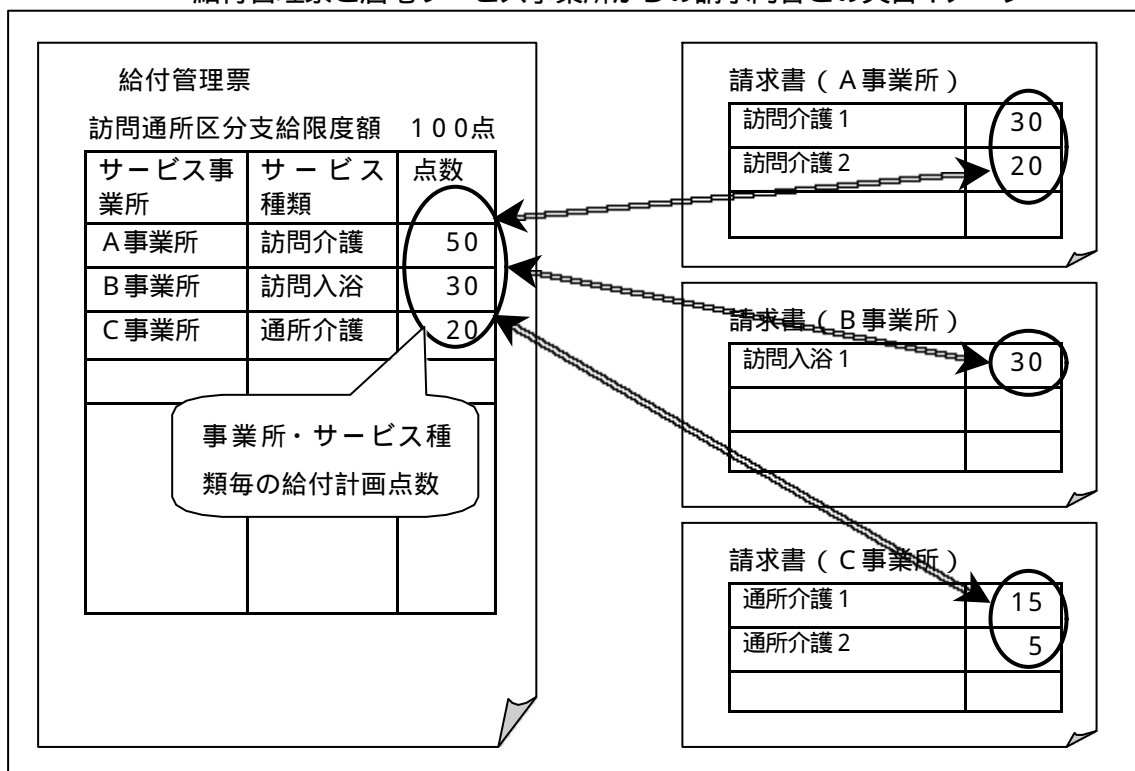 給付管理票
訪問通所区分支給限度額 100点
サービス事業所 サービス種類 点数
A事業所 訪問介護 50
B事業所 訪問入浴 30
C事業所 通所介護 20
事業所・サービス種
類毎の給付計画点数
請求書(A事業所)
訪問介護1 30
訪問介護2 20
請求書(B事業所)
訪問入浴1 30
請求書(C事業所)
通所介護1 15
通所介護2 5